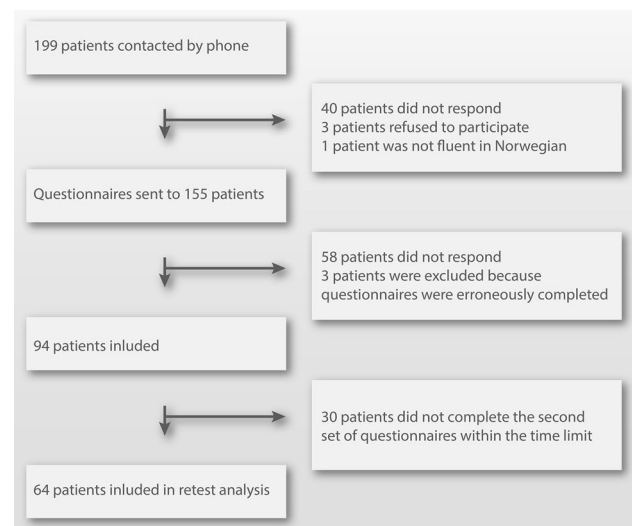 199 patients contacted by phone
40 patients did not respond
3 patients refused to participate
1 patient was not fluent in Norwegian
Questionnaires sent to 155 patients
58 patients did not respond
3 patients were excluded because
questionnaires were erroneously completed
94 patients inluded
30 patients did not complete the second
set of questionnaires within the time limit
64 patients inluded in retest analysis